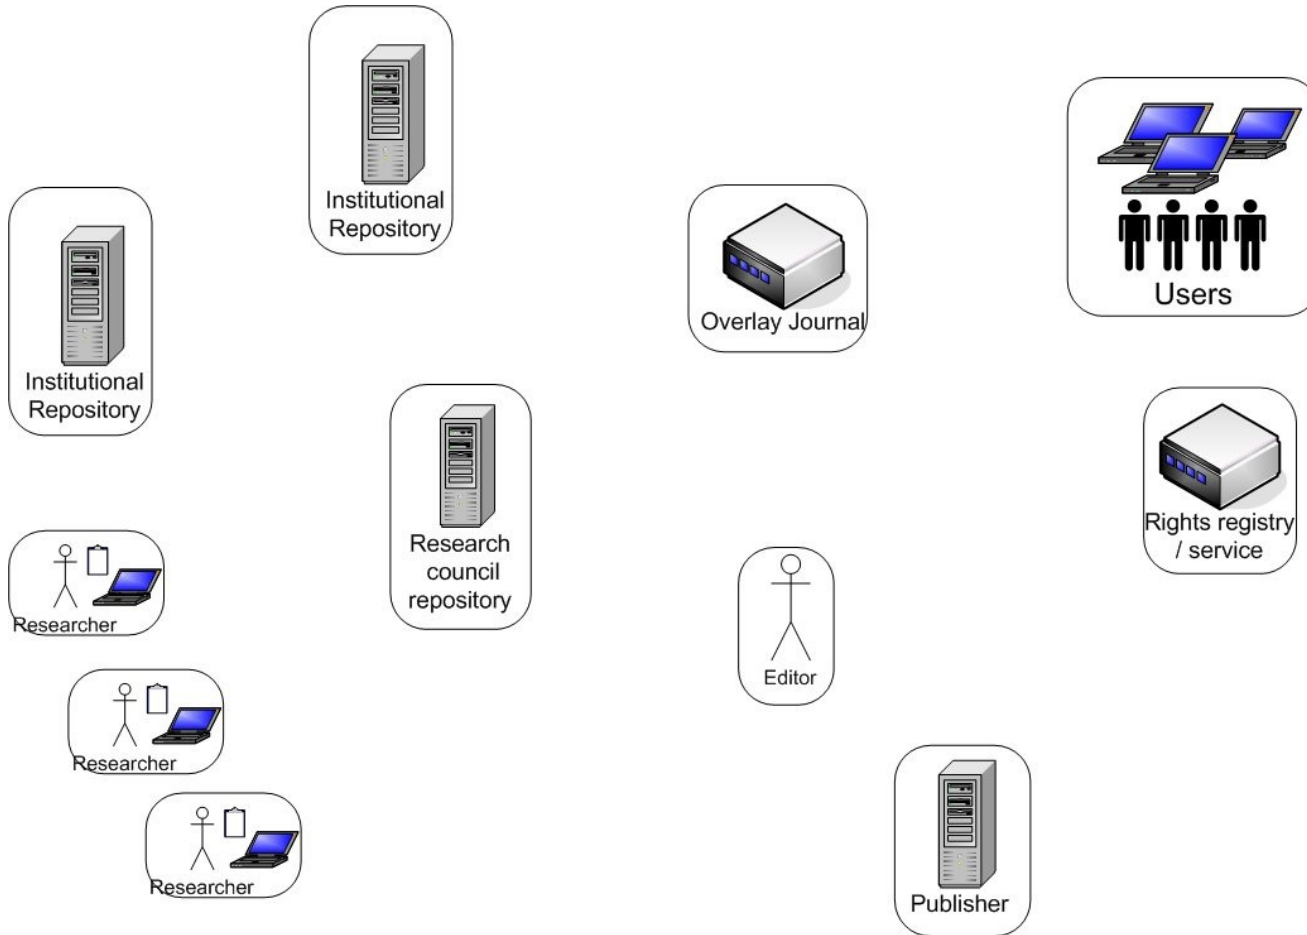 Institutional
Repository
Institutional
Repository
Overlay Journal
Users
Research
council
repository
Rights registry
/ service
Researcher
Researcher
Researcher
Editor
Publisher